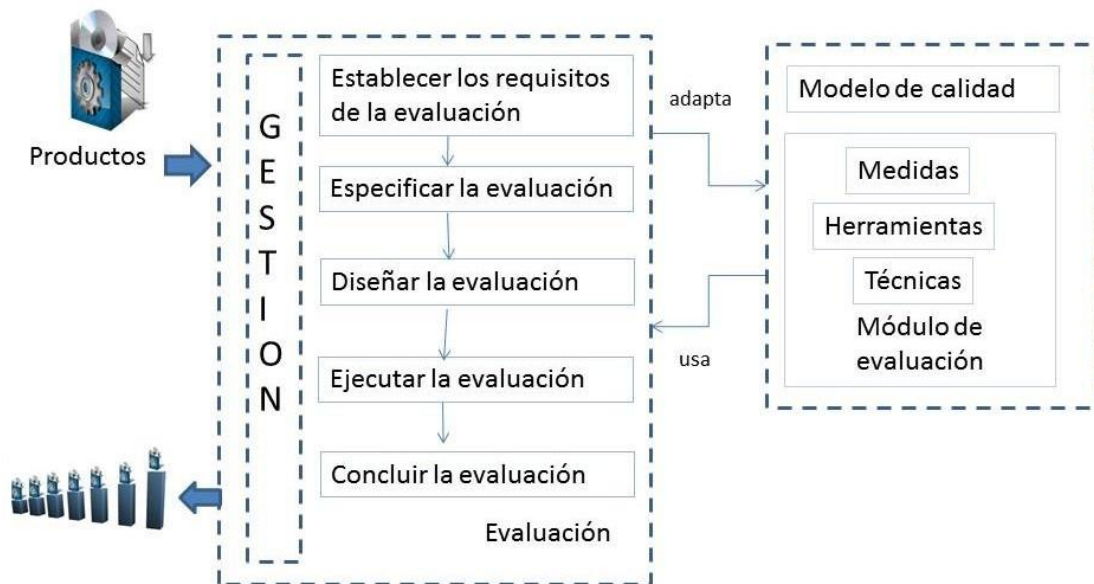 Productos
GESTION
Establecer los requisitos
de la evaluación
Especificar la evaluación
Diseñar la evaluación
Ejecutar la evaluación
Concluir la evaluación
Evaluación
adapta
usa
Modelo de calidad
Medidas
Herramientas
Técnicas
Módulo de
evaluación